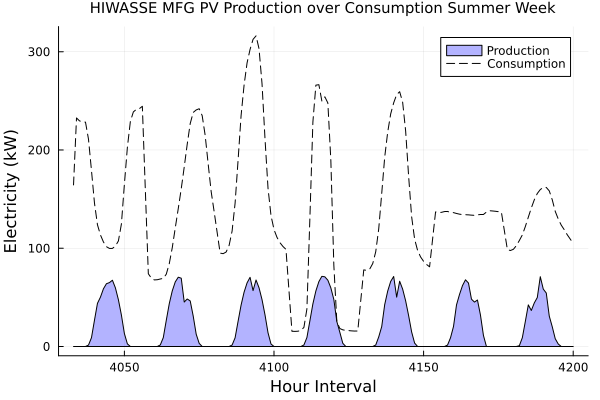 HIWASSE MFG PV Production over Consumption Summer Week
Production
Consumption
Electricity (kW)
300
200
100
0
4050
4100
4150
4200
Hour Interval